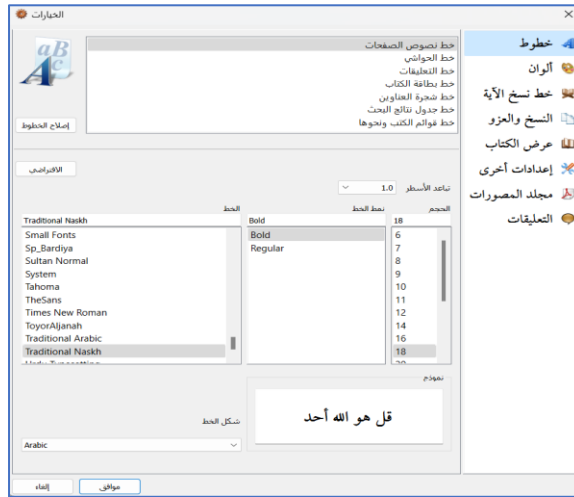 الخيارات
خطوط
ألوان
خط نسخ الآية
النسخ والعزو
عرض الكتاب
إعدادات أخرى
مجلد المصورات
التعليقات
خط نصوص الصفحات
خط الحواشي
خط التعليقات
خط بطاقة الكتاب
خط شجرة العناوين
خط جدول نتائج البحث
خط قوائم الكتب ونحوها
aB
A c
إصلاح الخطوط
الافتراضي
تباعد الأسطر 1.0
الحجم
18
6
7
8
9
10
11
12
14
16
18
20
نمط الخط
Bold
Bold
Regular
الخط
Traditional Naskh
Small Fonts
Sp_Bardiya
Sultan Normal
System
Tahoma
TheSans
Times New Roman
ToyorAljanah
Traditional Arabic
Traditional Naskh
Urdu Typesetting
نموذج
قل هو الله أحد
شكل الخط
Arabic
موافق
إلغاء